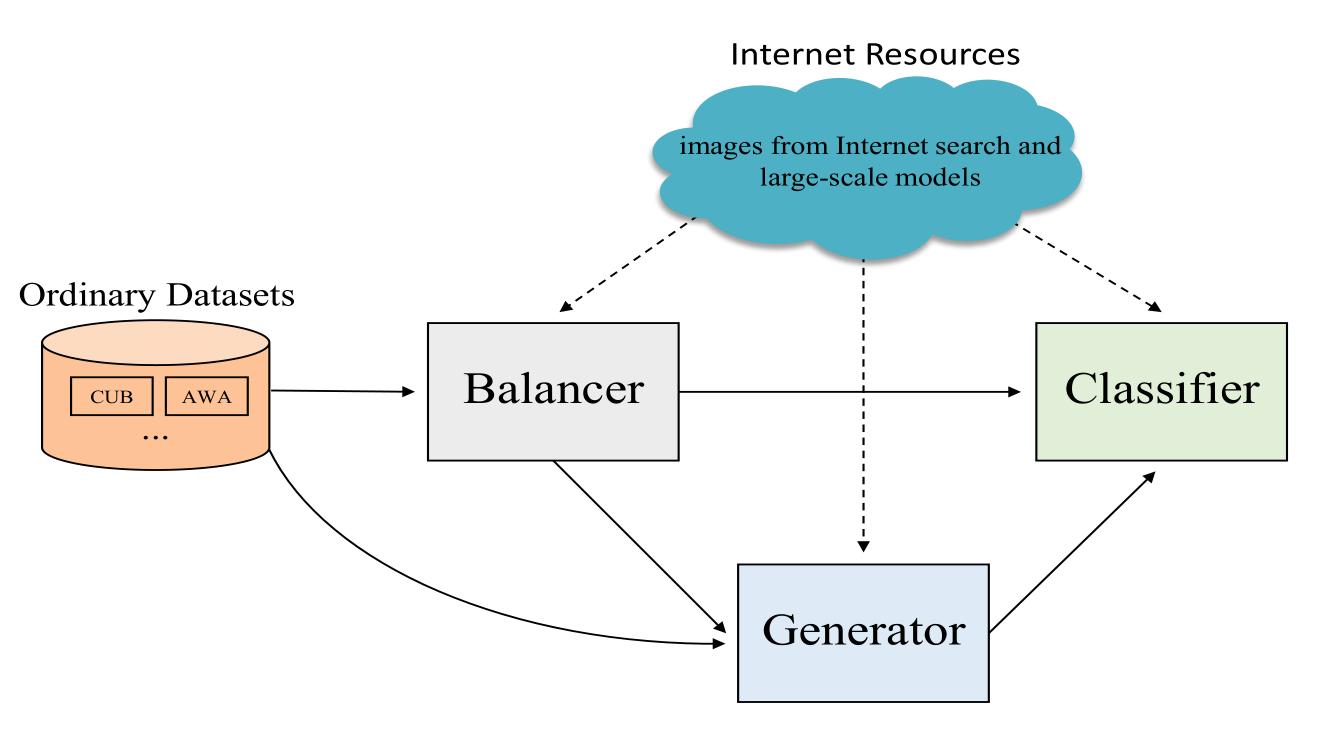 Internet Resources
images from Internet search and
large-scale models
Ordinary Datasets
CUB
AWA
...
Balancer
Classifier
Generator